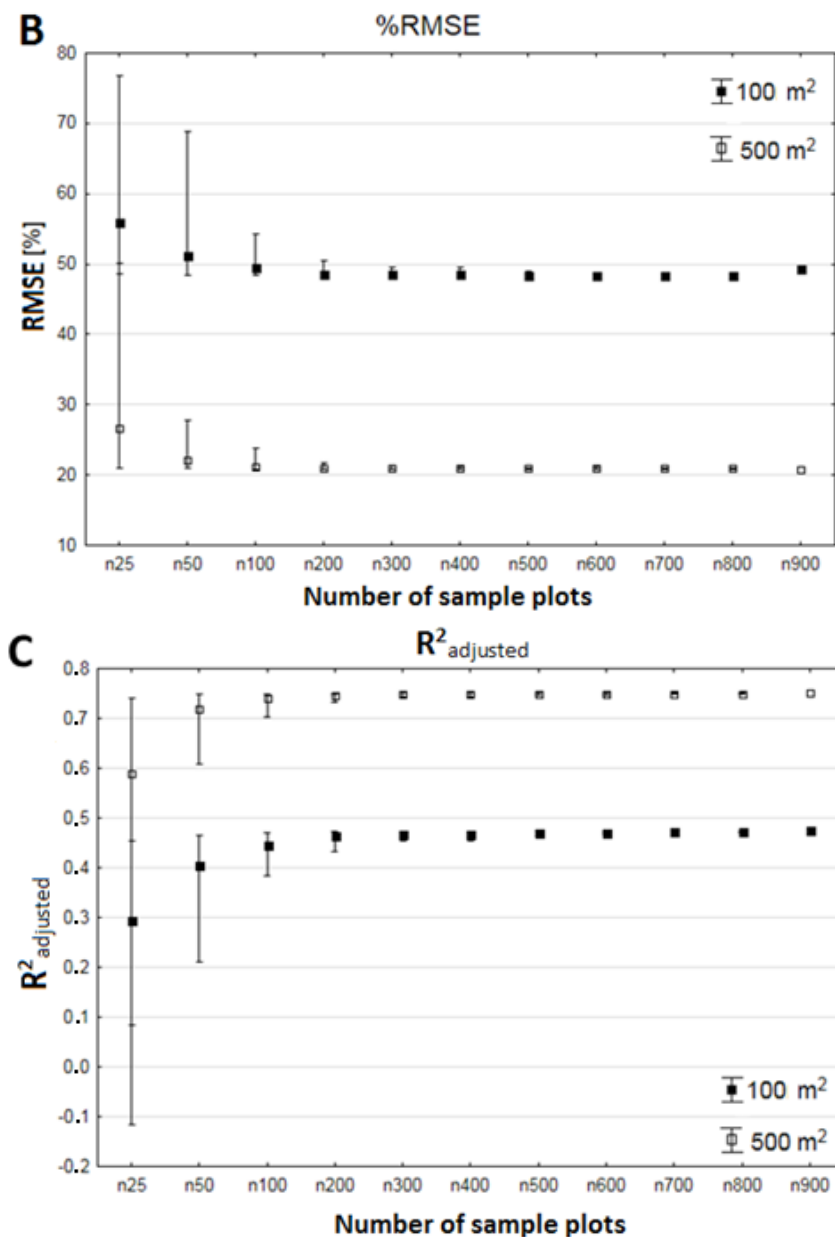 B
%RMSE
80
70
60
50
40
30
20
10
RMSE [%]
100 m²
500 m²
n25 n50 n100 n200 n300 n400 n500 n600 n700 n800 n900
Number of sample plots
C
R²adjusted
0.8
0.7
0.6
0.5
0.4
0.3
0.2
0.1
0.0
-0.1
-0.2
R²adjusted
100 m²
500 m²
n25 n50 n100 n200 n300 n400 n500 n600 n700 n800 n900
Number of sample plots